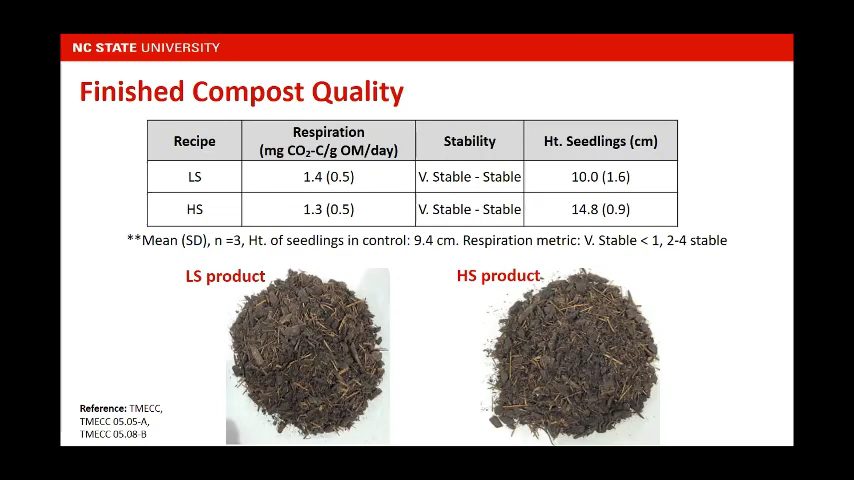 NC STATE UNIVERSITY
Finished Compost Quality
Recipe Respiration (mg CO₂-C/g OM/day) Stability Ht. Seedlings (cm)
LS 1.4 (0.5) V. Stable - Stable 10.0 (1.6)
HS 1.3 (0.5) V. Stable - Stable 14.8 (0.9)
**Mean (SD), n =3, Ht. of seedlings in control: 9.4 cm. Respiration metric: V. Stable < 1, 2-4 stable
LS product
HS product
Reference: TMECC,
TMECC 05.05-A,
TMECC 05.08-B